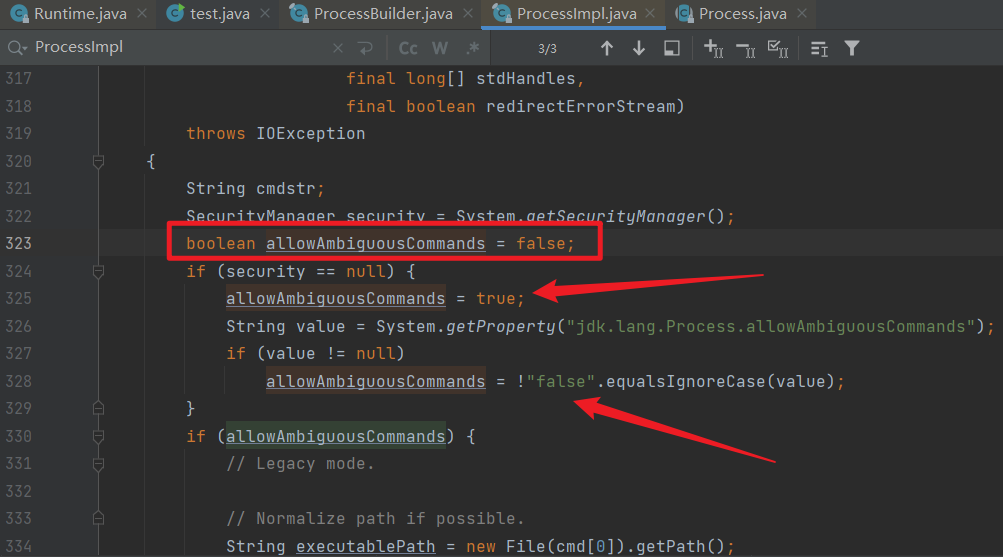 Runtime.java test.java ProcessBuilder.java ProcessImpl.java Process.java
ProcessImpl Cc W .* 3/3
317 final long[] stdHandles,
318 final boolean redirectErrorStream)
319 throws IOException
320 {
321 String cmdstr;
322 SecurityManager security = System.getSecurityManager();
323 boolean allowAmbiguousCommands = false;
324 if (security == null) {
325 allowAmbiguousCommands = true;
326 String value = System.getProperty("jdk.lang.Process.allowAmbiguousCommands");
327 if (value != null)
328 allowAmbiguousCommands = !"false".equalsIgnoreCase(value);
329 }
330 if (allowAmbiguousCommands) {
331 // Legacy mode.
332
333 // Normalize path if possible.
334 String executablePath = new File(cmd[0]).getPath();